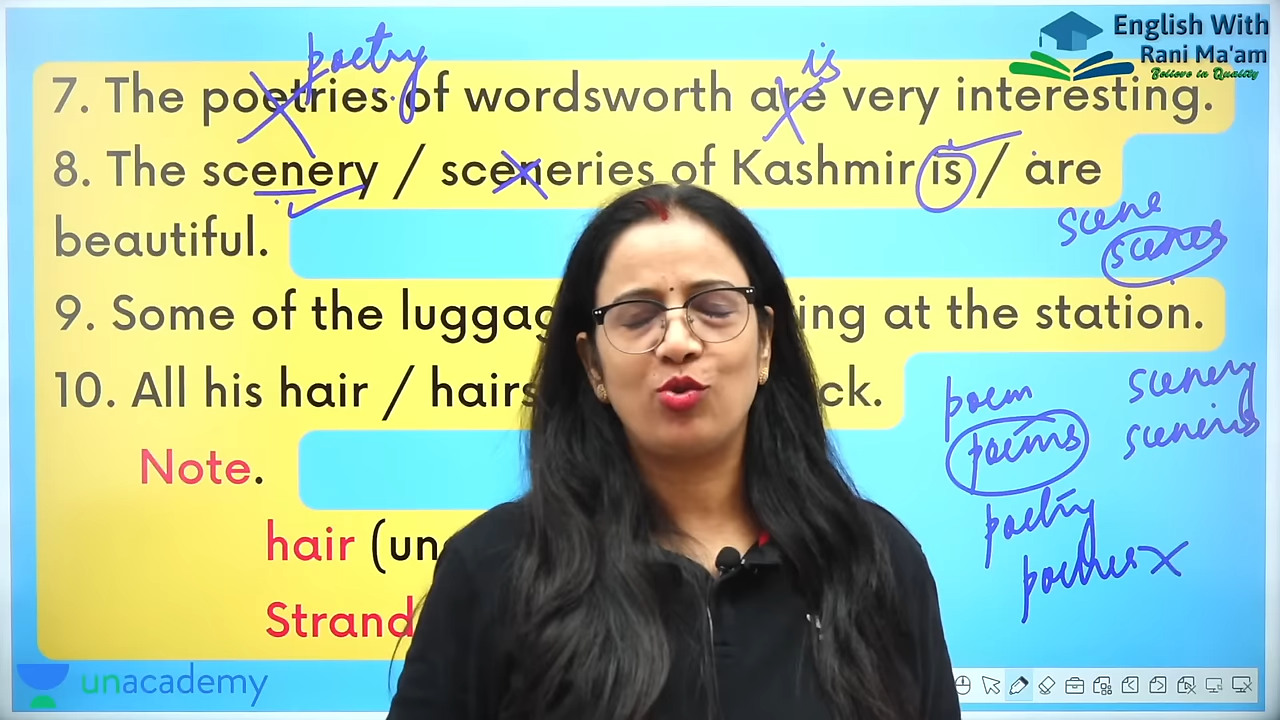 English With
Rani Ma'am
Believe in Quality
poetry
is
7. The poetries of wordsworth are very interesting.
8. The scenery / sceneries of Kashmir is / are
beautiful.
scene
scenes
9. Some of the luggag ing at the station.
10. All his hair / hairs ck.
poem
poems
scenery
sceneries
Note.
poetry
hair (un
Strand
unacademy